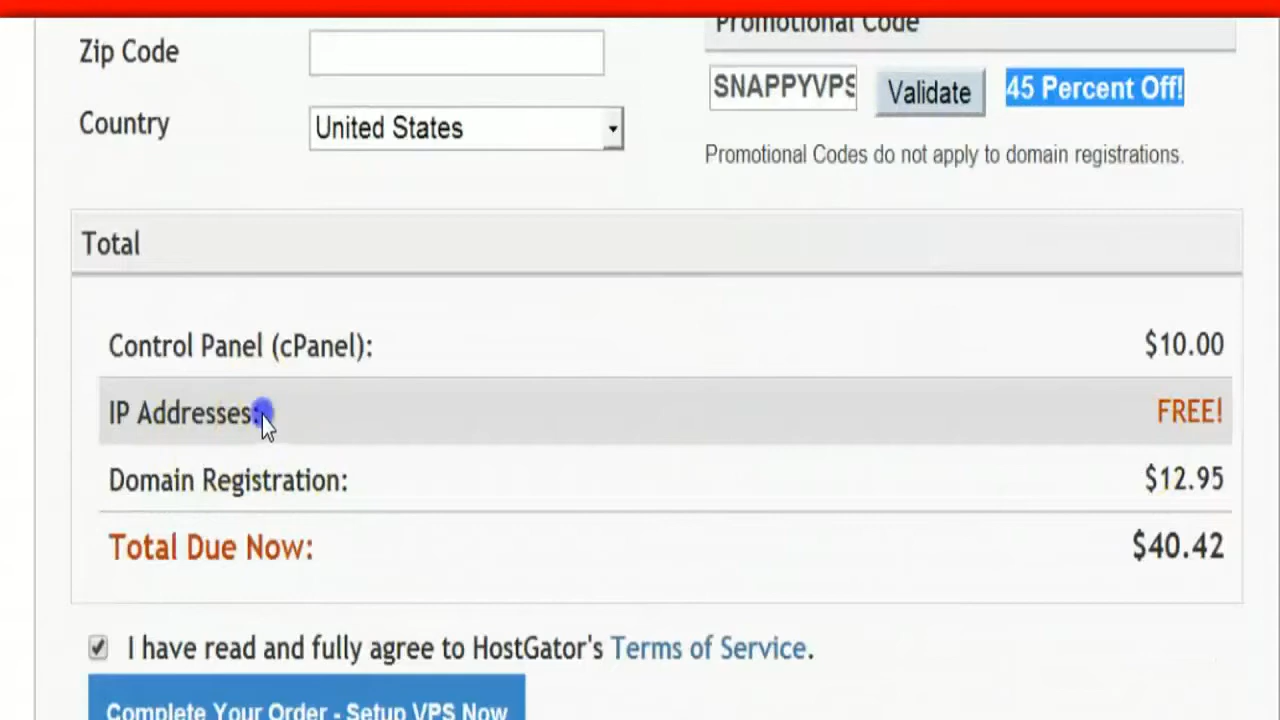 Promotional Code
Zip Code
SNAPPYVPS Validate 45 Percent Off!
Country United States
Promotional Codes do not apply to domain registrations.
Total
Control Panel (cPanel): $10.00
IP Addresses: FREE!
Domain Registration: $12.95
Total Due Now: $40.42
I have read and fully agree to HostGator's Terms of Service.
Complete Your Order - Setup VPS Now